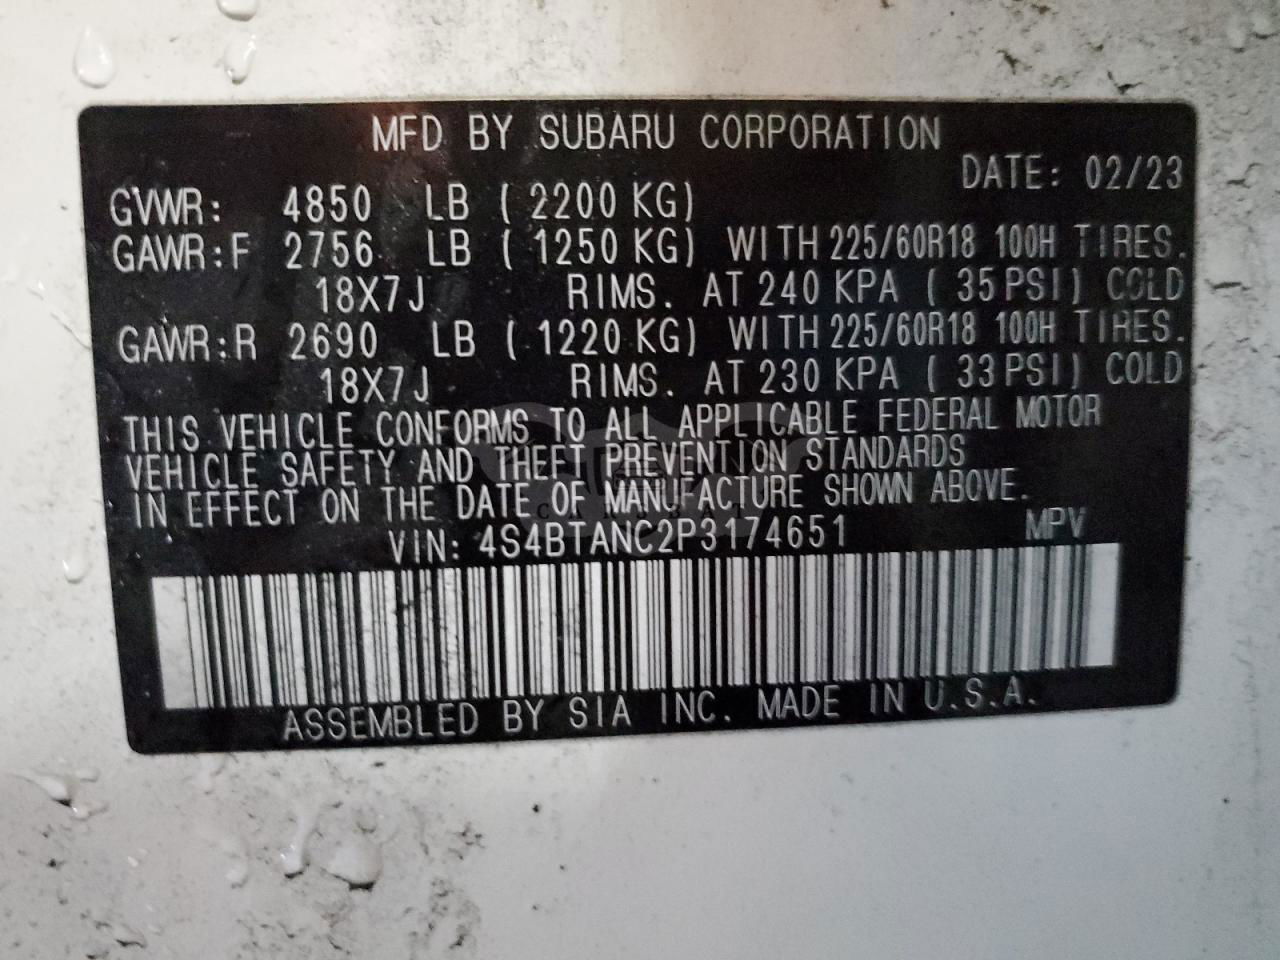 MFD BY SUBARU CORPORATION
DATE: 02/23
GVWR: 4850 LB ( 2200 KG)
GAWR:F 2756 LB ( 1250 KG) WITH 225/60R18 100H TIRES.
18X7J RIMS. AT 240 KPA ( 35 PSI) COLD
GAWR:R 2690 LB ( 1220 KG) WITH 225/60R18 100H TIRES.
18X7J RIMS. AT 230 KPA ( 33 PSI) COLD
THIS VEHICLE CONFORMS TO ALL APPLICABLE FEDERAL MOTOR
VEHICLE SAFETY AND THEFT PREVENTION STANDARDS
IN EFFECT ON THE DATE OF MANUFACTURE SHOWN ABOVE.
VIN: 4S4BTANC2P3174651 MPV
ASSEMBLED BY SIA INC. MADE IN U.S.A.